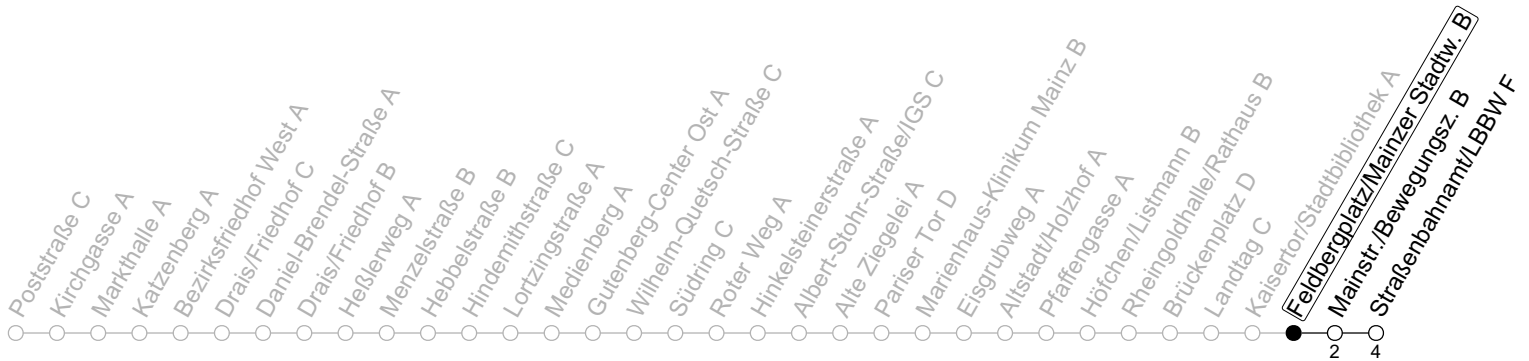 Poststraße C
Kirchgasse A
Markthalle A
Katzenberg A
Bezirksfriedhof West A
Drais/Friedhof C
Daniel-Brendel-Straße A
Drais/Friedhof B
Heßlerweg A
Menzelstraße B
Hebbelstraße B
Hindemithstraße C
Lortzingstraße A
Medienberg A
Gutenberg-Center Ost A
Wilhelm-Quetsch-Straße C
Südring C
Roter Weg A
Hinkelsteinerstraße A
Albert-Stohr-Straße/IGS C
Alte Ziegelei A
Pariser Tor D
Marienhaus-Klinikum Mainz B
Eisgrubweg A
Altstadt/Holzhof A
Pfaffengasse A
Höfchen/Listmann B
Rheingoldhalle/Rathaus B
Brückenplatz D
Landtag C
Kaisertor/Stadtbibliothek A
Feldbergplatz/Mainzer Stadtw. B
Mainstr./Bewegungsz. B
Straßenbahnamt/LBBW F
2
4